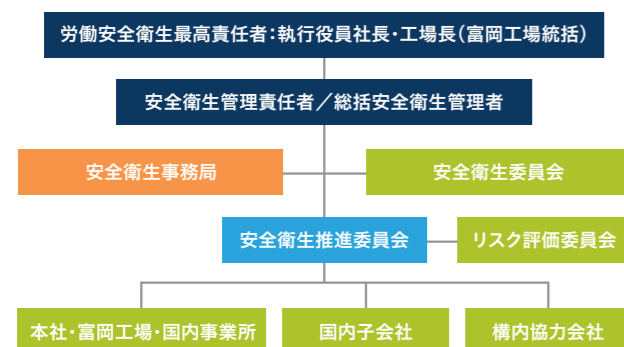 労働安全衛生最高責任者：執行役員社長・工場長（富岡工場統括）
安全衛生管理責任者／総括安全衛生管理者
安全衛生事務局
安全衛生委員会
安全衛生推進委員会
リスク評価委員会
本社・富岡工場・国内事業所
国内子会社
構内協力会社